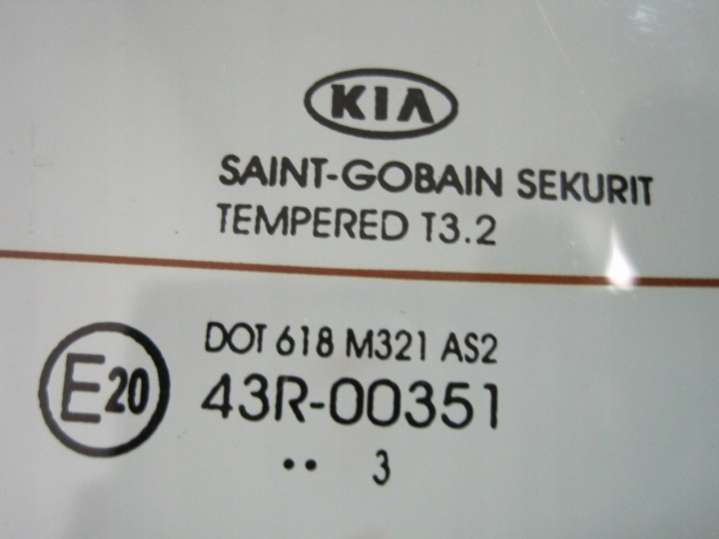 KIA
SAINT-GOBAIN SEKURIT
TEMPERED T3.2
DOT 618 M321 AS2
E20
43R-00351
.. 3